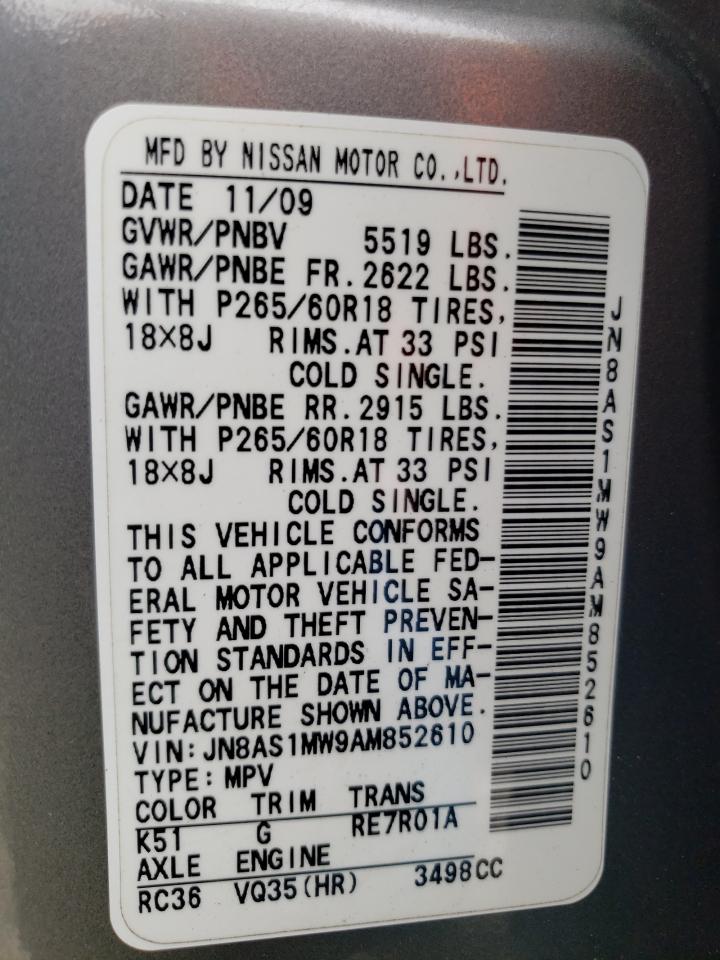 MFD BY NISSAN MOTOR CO.,LTD.
DATE 11/09
GVWR/PNBV 5519 LBS.
GAWR/PNBE FR.2622 LBS.
WITH P265/60R18 TIRES,
18X8J RIMS.AT 33 PSI
COLD SINGLE.
GAWR/PNBE RR.2915 LBS.
WITH P265/60R18 TIRES,
18X8J RIMS.AT 33 PSI
COLD SINGLE.
THIS VEHICLE CONFORMS
TO ALL APPLICABLE FED-
ERAL MOTOR VEHICLE SA-
FETY AND THEFT PREVEN-
TION STANDARDS IN EFF-
ECT ON THE DATE OF MA-
NUFACTURE SHOWN ABOVE.
VIN:JN8AS1MW9AM852610
TYPE:MPV
COLOR TRIM TRANS
K51 G RE7R01A
AXLE ENGINE
RC36 VQ35(HR) 3498CC
JN8AS1MW9AM852610